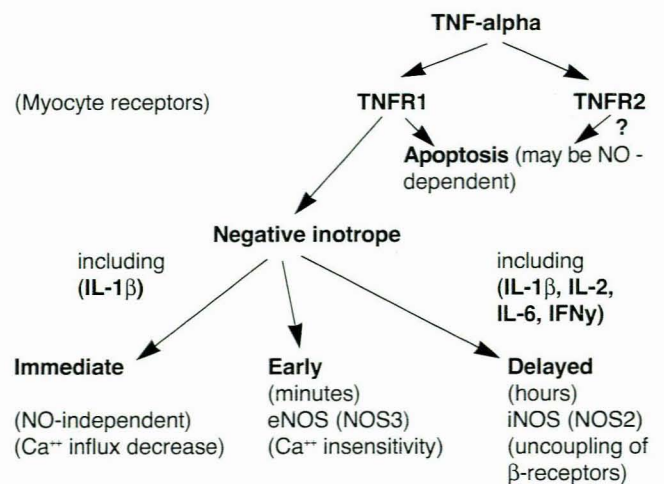 TNF-alpha
(Myocyte receptors) TNFR1 TNFR2
?
Apoptosis (may be NO -
dependent)
Negative inotrope
including
(IL-1β)
including
(IL-1β, IL-2,
IL-6, IFNy)
Immediate
(NO-independent)
(Ca⁺⁺ influx decrease)
Early
(minutes)
eNOS (NOS3)
(Ca⁺⁺ insensitivity)
Delayed
(hours)
iNOS (NOS2)
(uncoupling of
β-receptors)